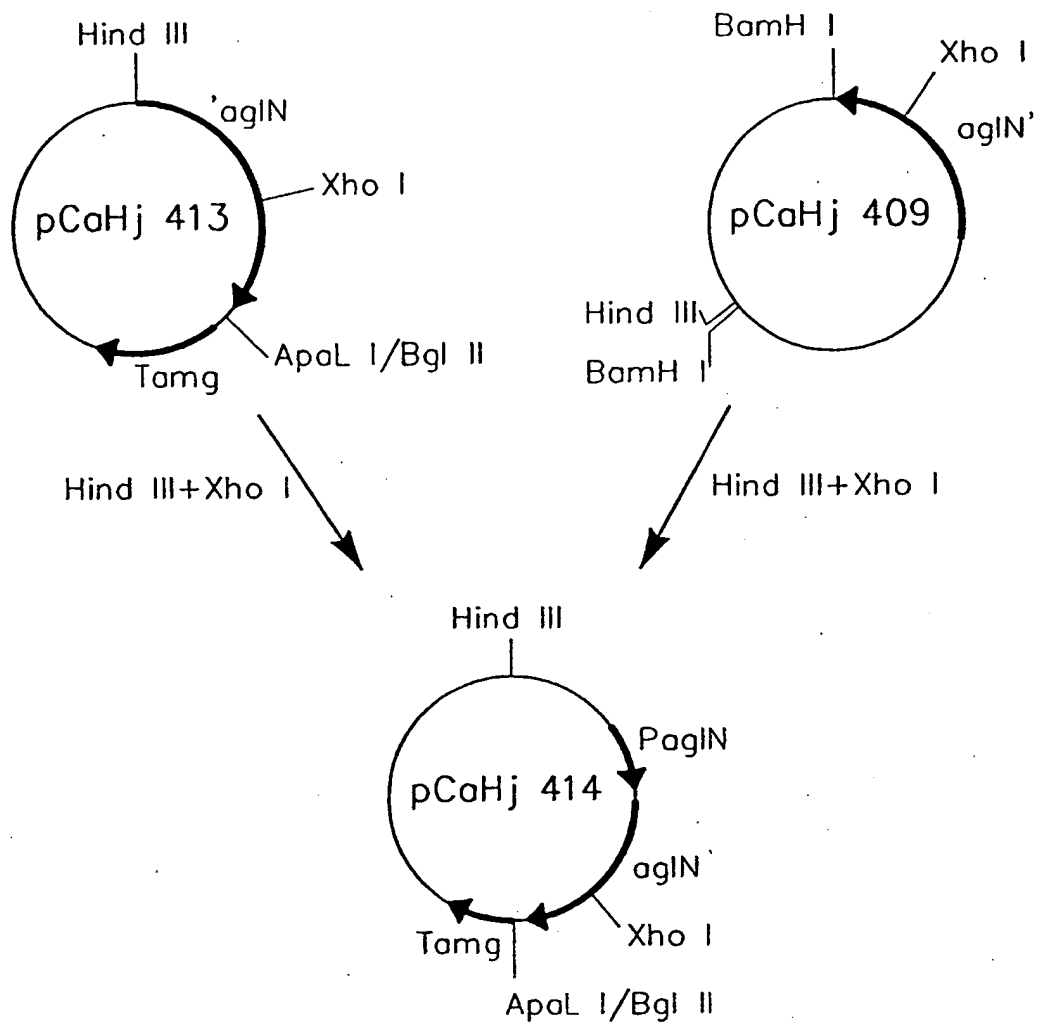 Hind III
'aglN
Xho I
pCaHj 413
ApaL I/Bgl II
Tamg
BamH I
Xho I
aglN'
pCaHj 409
Hind III
BamH I
Hind III+Xho I
Hind III+Xho I
Hind III
PaglN
pCaHj 414
aglN'
Xho I
Tamg
ApaL I/Bgl II